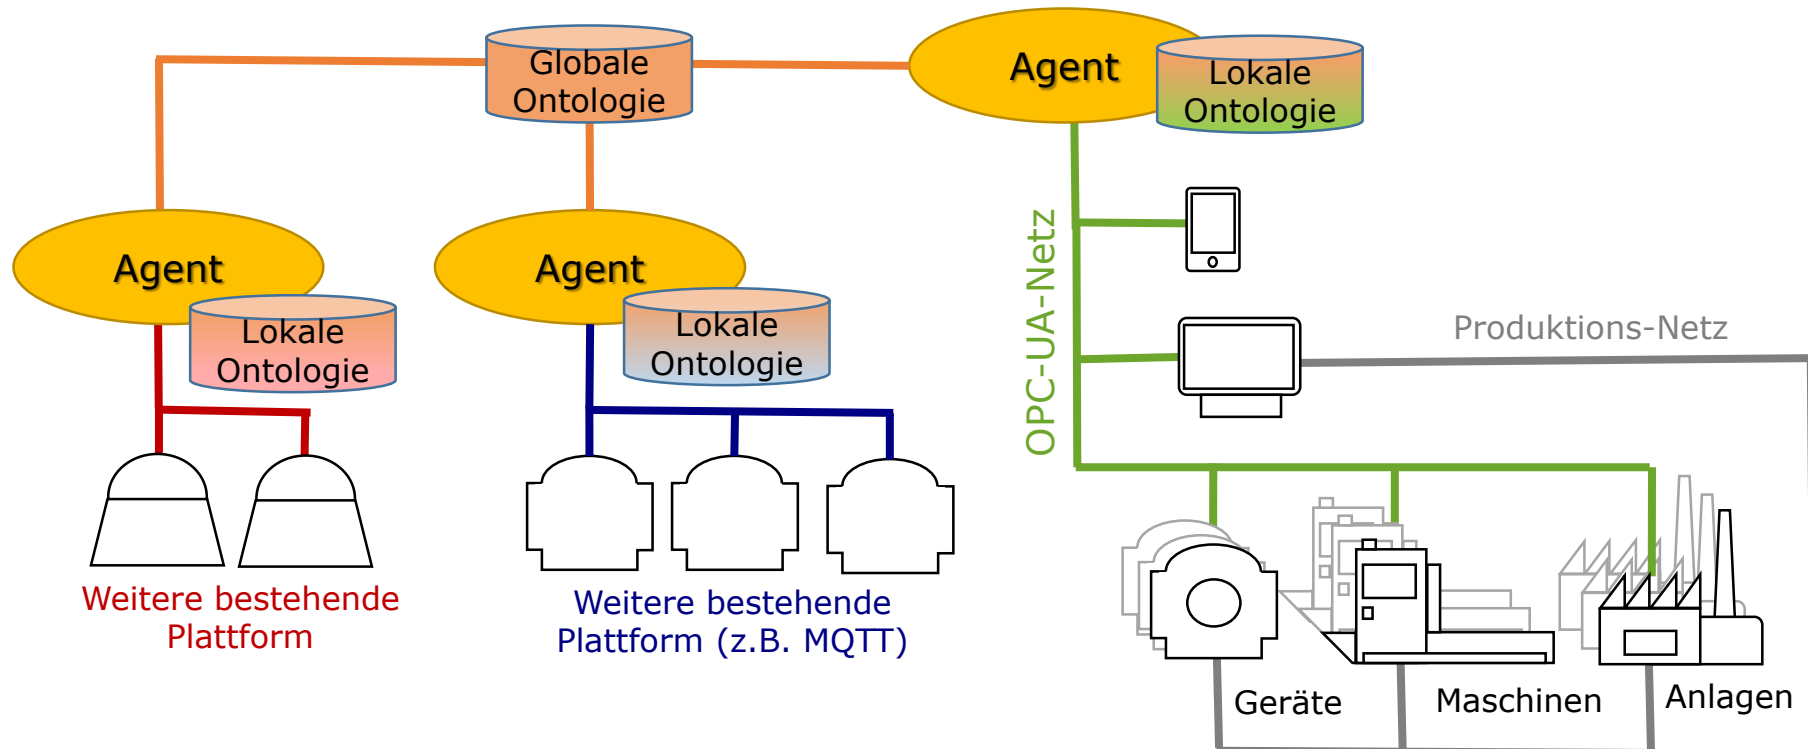 Globale
Ontologie
Agent
Lokale
Ontologie
Agent
Lokale
Ontologie
Agent
Lokale
Ontologie
OPC-UA-Netz
Produktions-Netz
Weitere bestehende
Plattform
Weitere bestehende
Plattform (z.B. MQTT)
Geräte
Maschinen
Anlagen